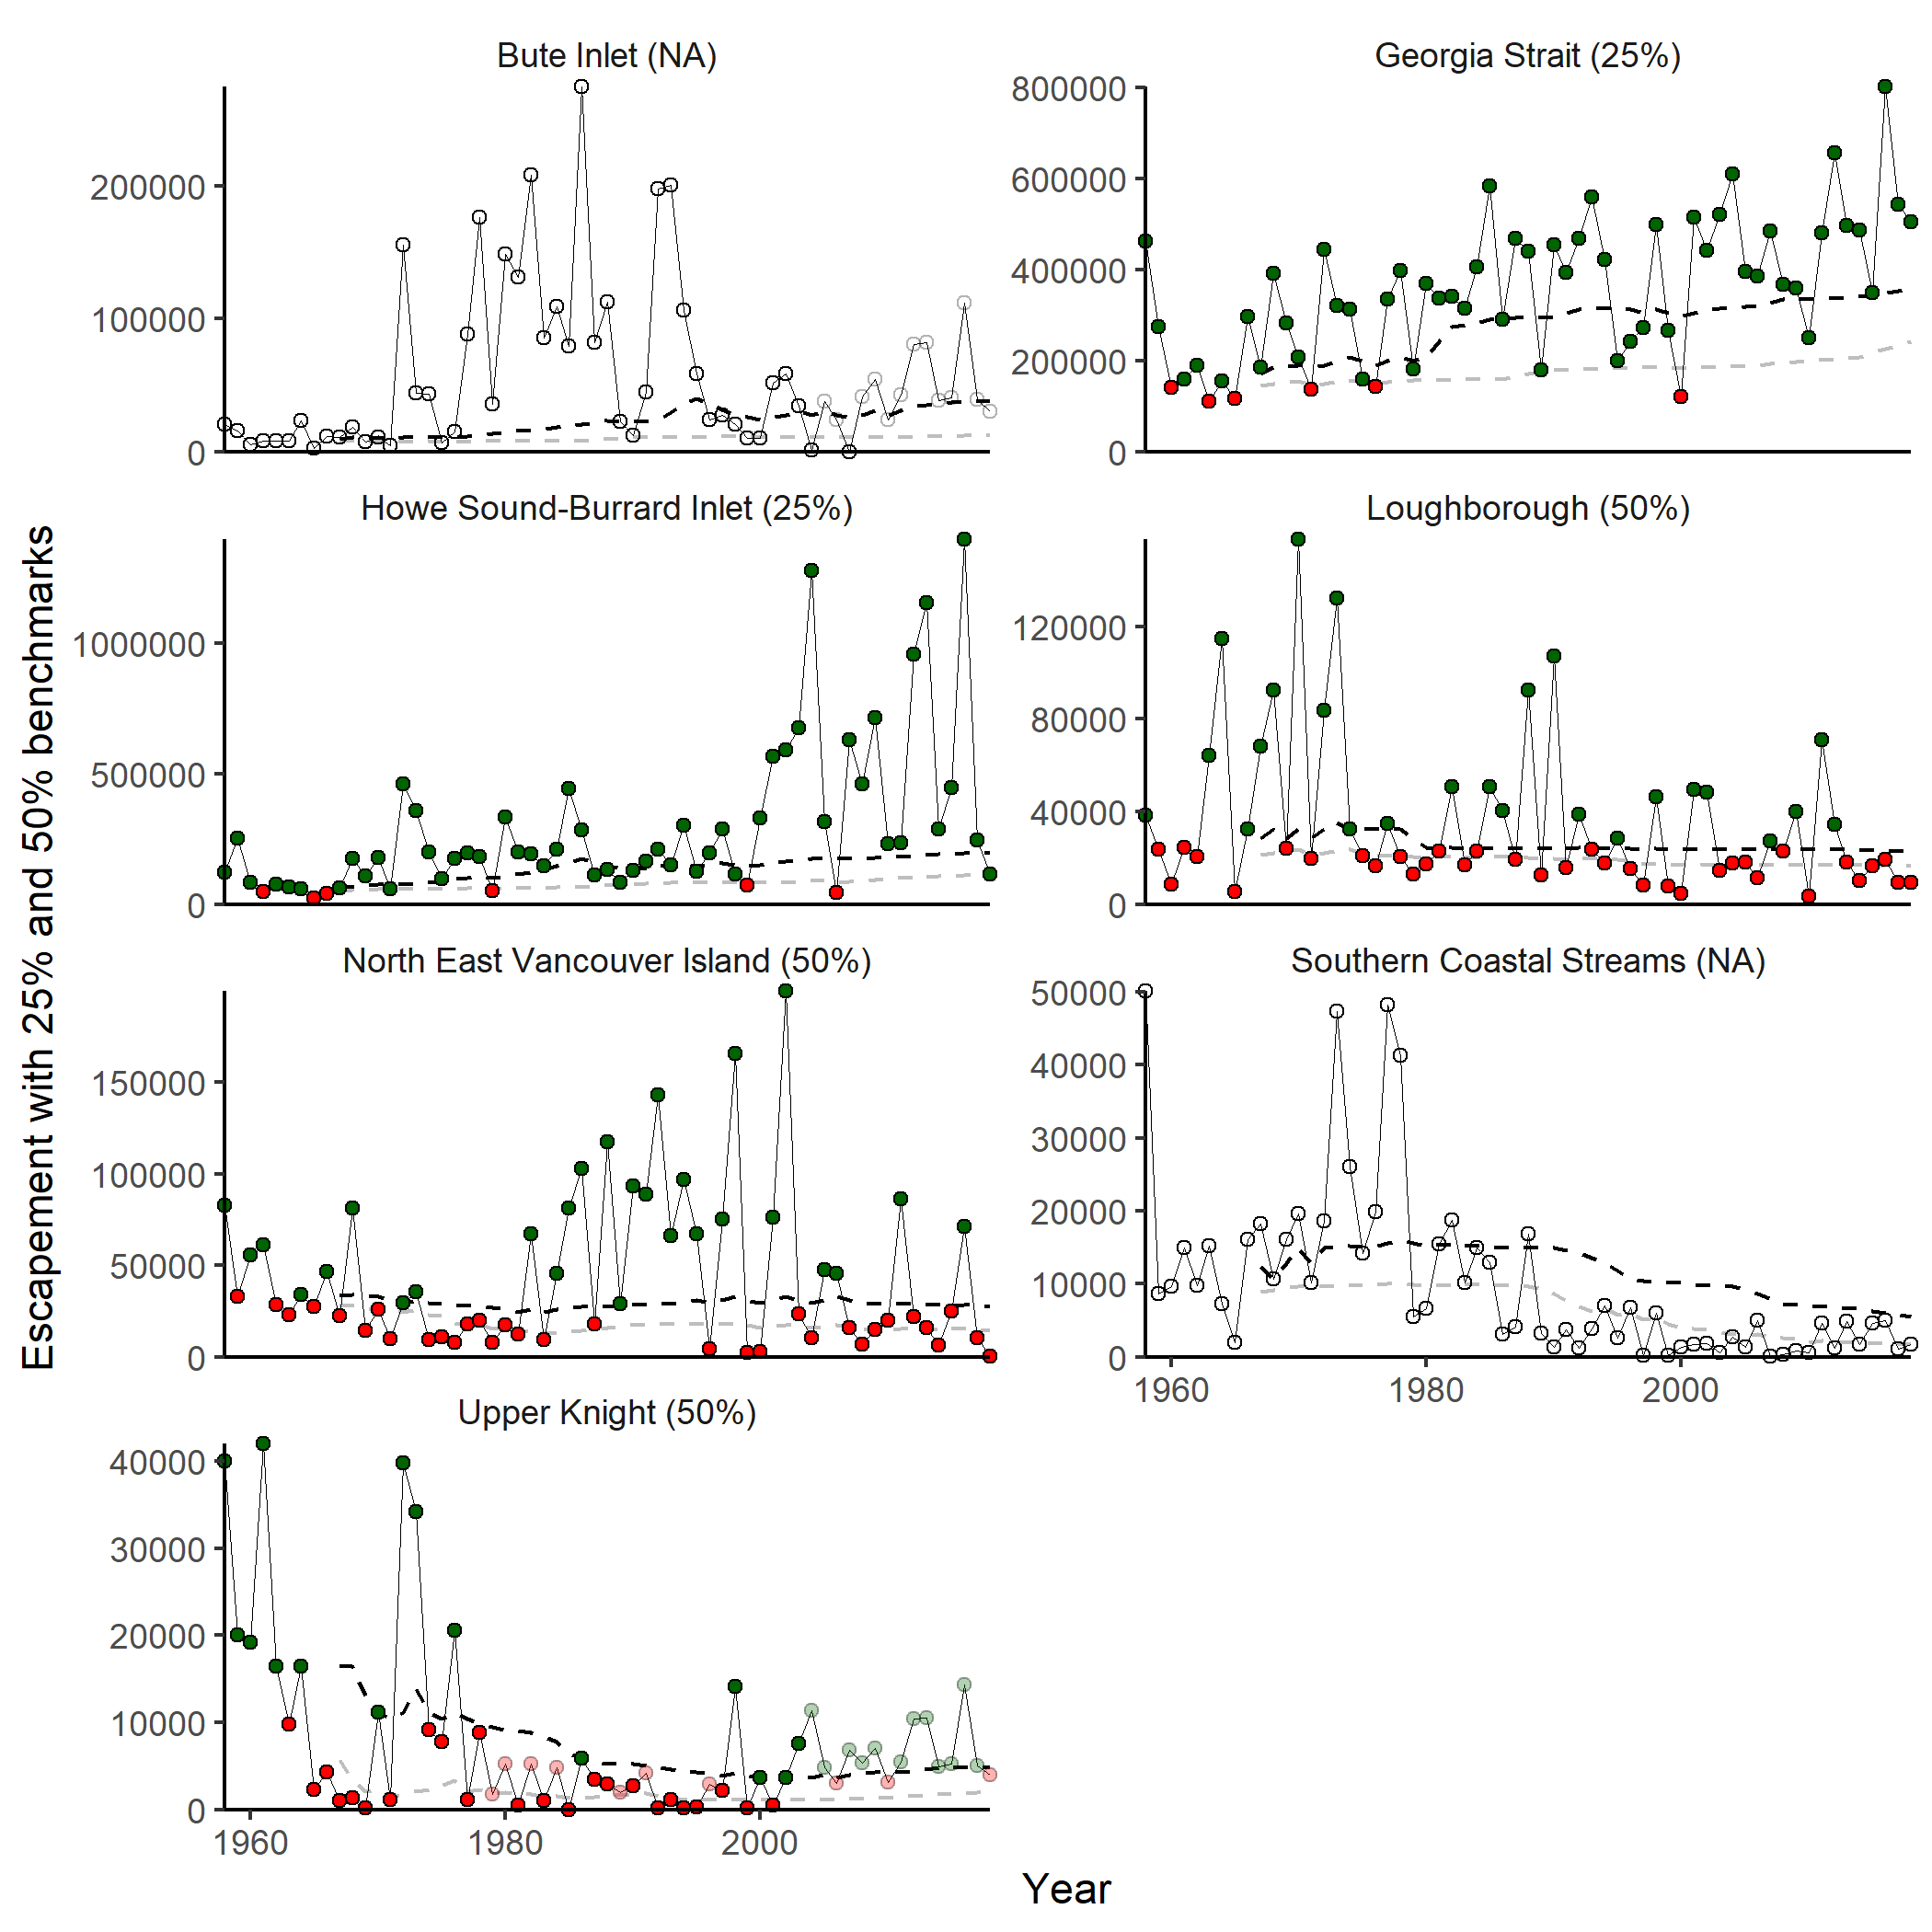 Bute Inlet (NA)
Georgia Strait (25%)
200000
100000
0
800000
600000
400000
200000
0
Howe Sound-Burrard Inlet (25%)
Loughborough (50%)
1000000
500000
0
120000
80000
40000
0
Escapement with 25% and 50% benchmarks
North East Vancouver Island (50%)
Southern Coastal Streams (NA)
150000
100000
50000
0
50000
40000
30000
20000
10000
0
1960 1980 2000
Upper Knight (50%)
40000
30000
20000
10000
0
1960 1980 2000
Year